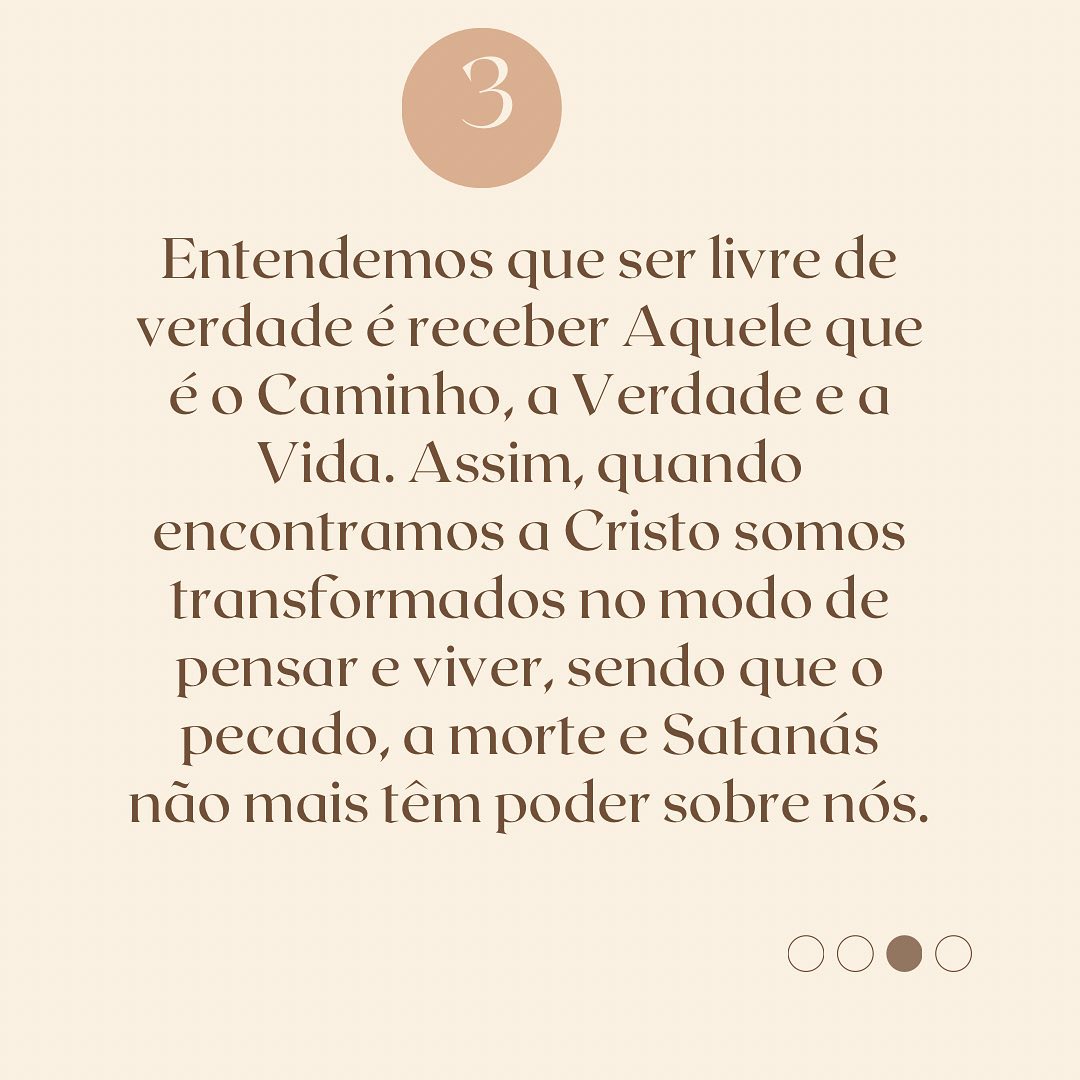 3
Entendemos que ser livre de
verdade é receber Aquele que
é o Caminho, a Verdade e a
Vida. Assim, quando
encontramos a Cristo somos
transformados no modo de
pensar e viver, sendo que o
pecado, a morte e Satanás
não mais têm poder sobre nós.